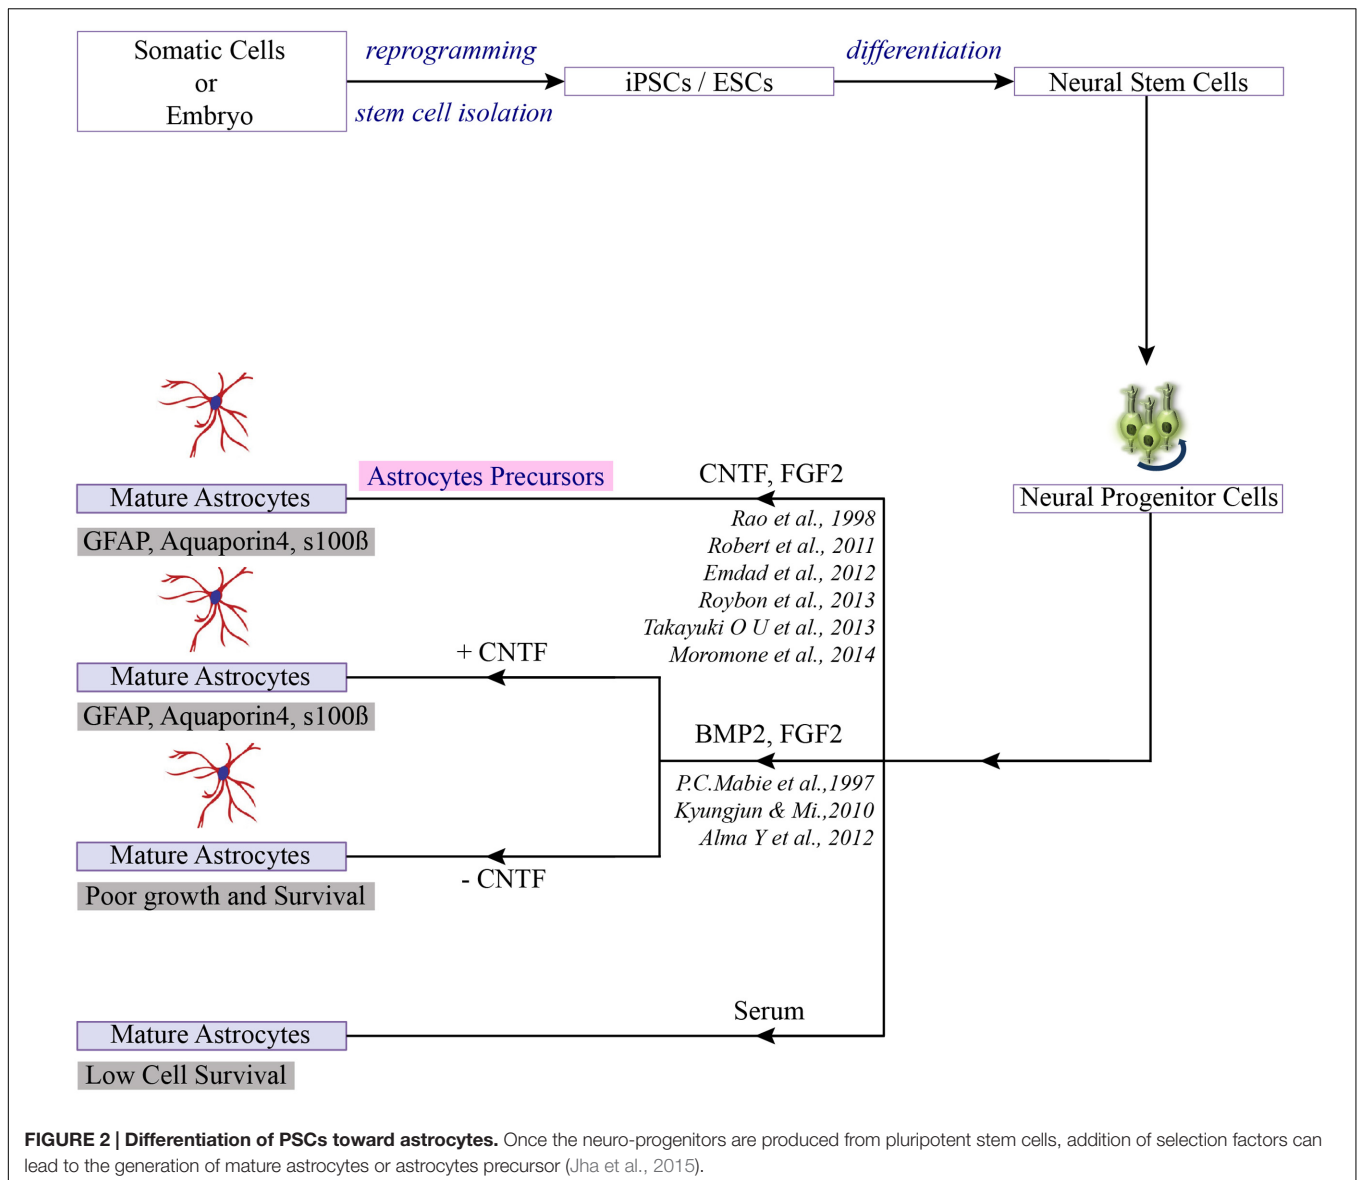 Somatic Cells
or
Embryo
reprogramming
stem cell isolation
iPSCs / ESCs
differentiation
Neural Stem Cells
Neural Progenitor Cells
CNTF, FGF2
Astrocytes Precursors
Mature Astrocytes
GFAP, Aquaporin4, s100ß
Rao et al., 1998
Robert et al., 2011
Emdad et al., 2012
Roybon et al., 2013
Takayuki O U et al., 2013
Moromone et al., 2014
+ CNTF
Mature Astrocytes
GFAP, Aquaporin4, s100ß
BMP2, FGF2
P.C.Mabie et al.,1997
Kyungjun & Mi.,2010
Alma Y et al., 2012
Mature Astrocytes
- CNTF
Poor growth and Survival
Serum
Mature Astrocytes
Low Cell Survival
FIGURE 2 | Differentiation of PSCs toward astrocytes. Once the neuro-progenitors are produced from pluripotent stem cells, addition of selection factors can
lead to the generation of mature astrocytes or astrocytes precursor (Jha et al., 2015).